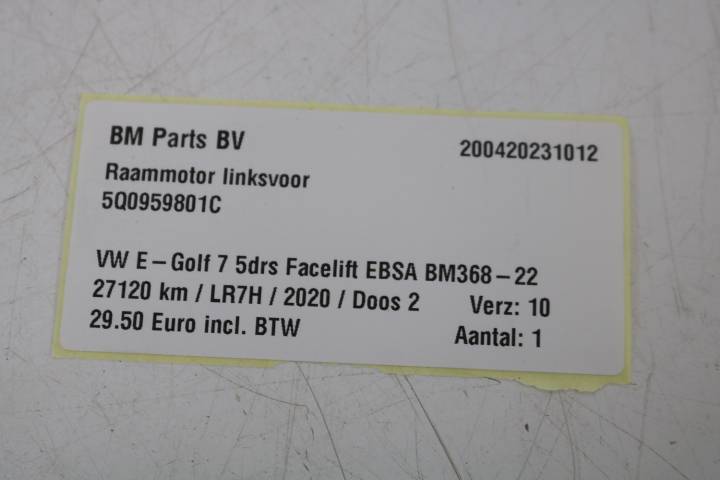 BM Parts BV 200420231012
Raammotor linksvoor
5Q0959801C
VW E-Golf 7 5drs Facelift EBSA BM368-22
27120 km / LR7H / 2020 / Doos 2 Verz: 10
29.50 Euro incl. BTW Aantal: 1